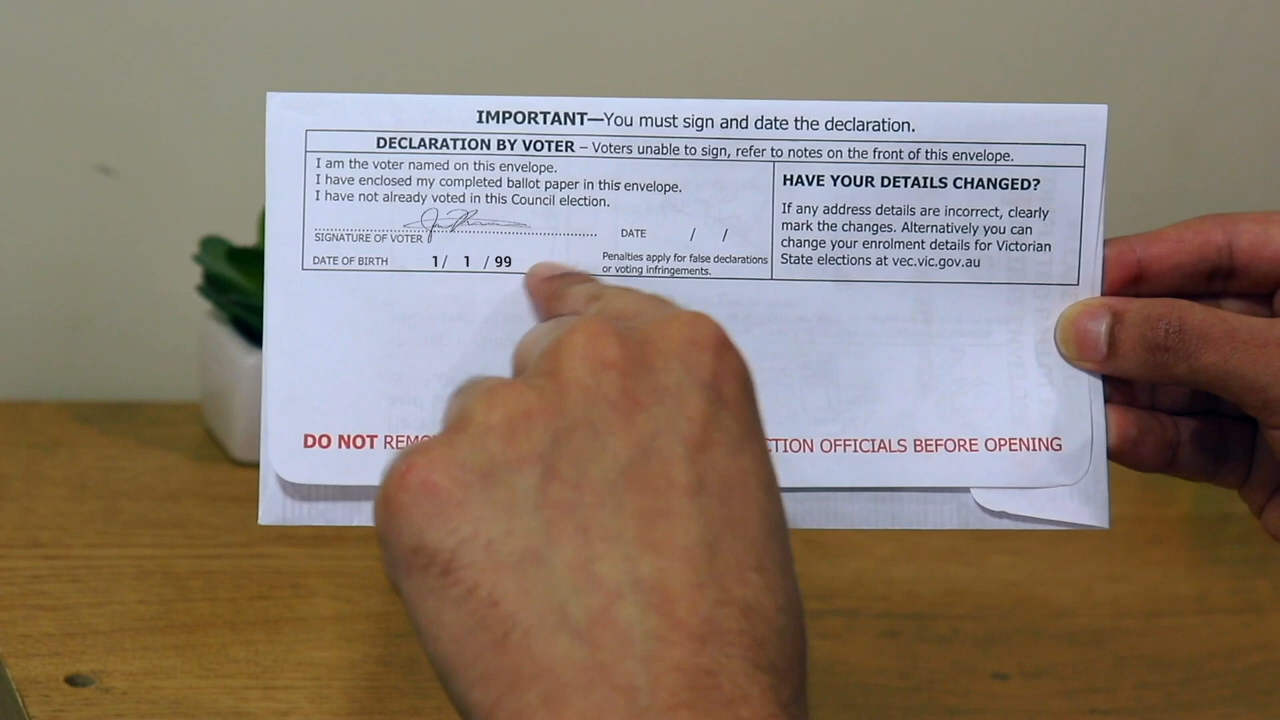 IMPORTANT—You must sign and date the declaration.
DECLARATION BY VOTER – Voters unable to sign, refer to notes on the front of this envelope.
I am the voter named on this envelope.
I have enclosed my completed ballot paper in this envelope.
I have not already voted in this Council election.
SIGNATURE OF VOTER
DATE / /
DATE OF BIRTH 1/ 1 / 99
Penalties apply for false declarations
or voting infringements.
HAVE YOUR DETAILS CHANGED?
If any address details are incorrect, clearly
mark the changes. Alternatively you can
change your enrolment details for Victorian
State elections at vec.vic.gov.au
DO NOT OFFICIALS BEFORE OPENING